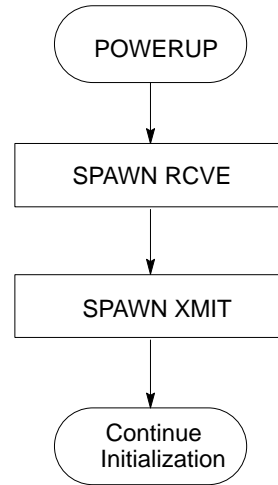 POWERUP
SPAWN RCVE
SPAWN XMIT
Continue
Initialization